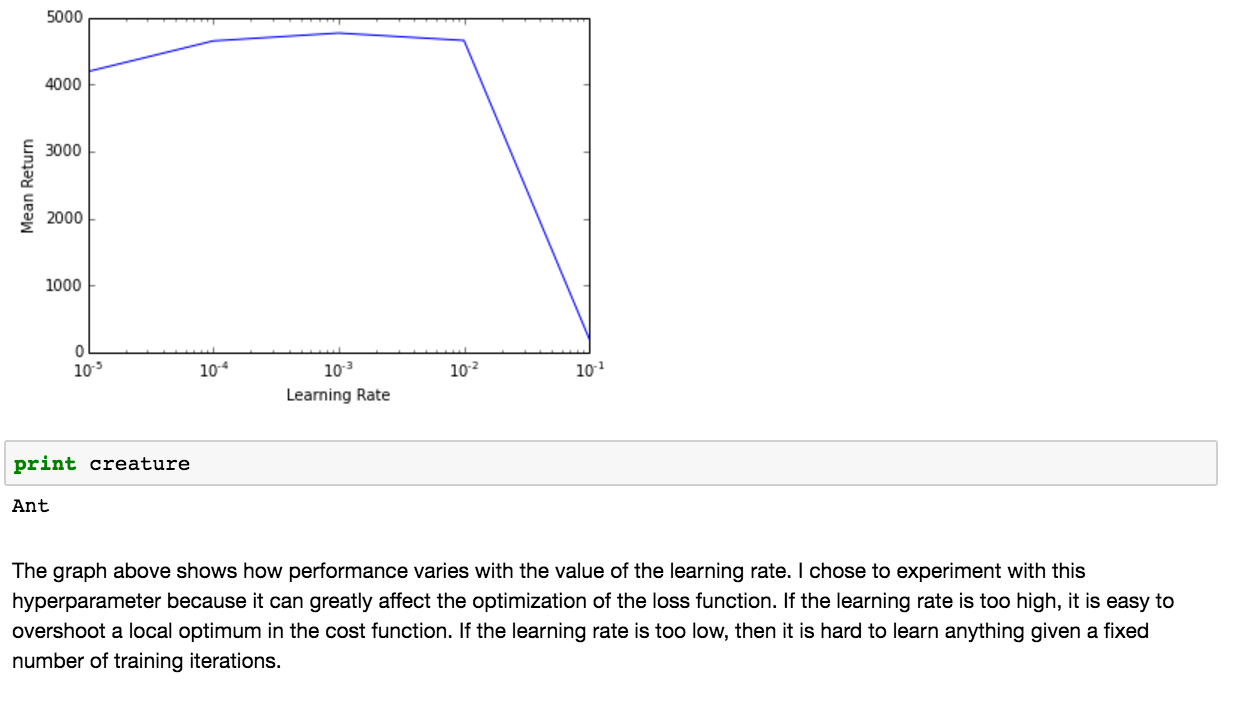 5000
4000
3000
2000
1000
0
Mean Return
10⁻⁵ 10⁻⁴ 10⁻³ 10⁻² 10⁻¹
Learning Rate
print creature
Ant
The graph above shows how performance varies with the value of the learning rate. I chose to experiment with this
hyperparameter because it can greatly affect the optimization of the loss function. If the learning rate is too high, it is easy to
overshoot a local optimum in the cost function. If the learning rate is too low, then it is hard to learn anything given a fixed
number of training iterations.